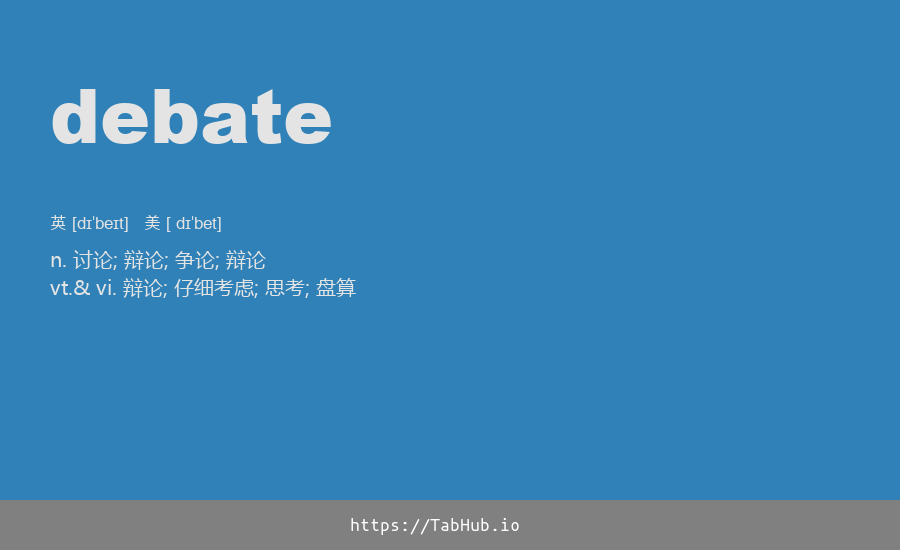 debate
英 [dɪˈbeɪt] 美 [ dɪˈbet]
n. 讨论; 辩论; 争论; 辩论
vt.& vi. 辩论; 仔细考虑; 思考; 盘算
https://TabHub.io